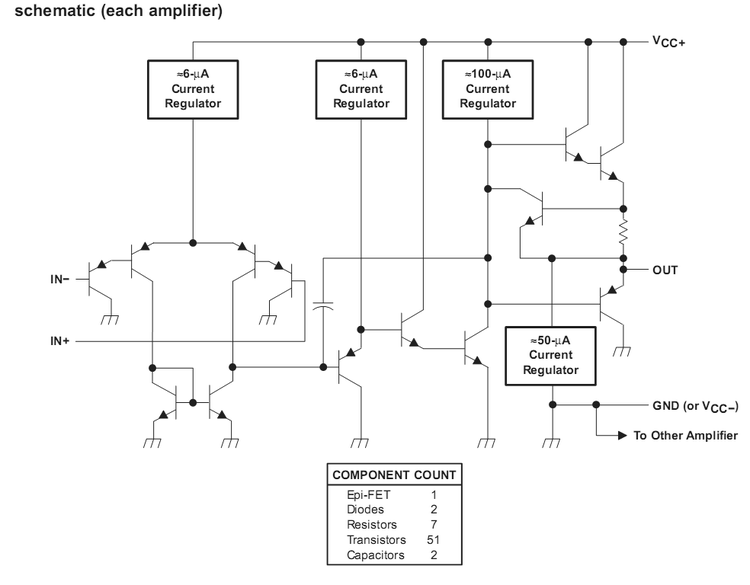 schematic (each amplifier)
VCC+
≈6-μA
Current
Regulator
≈6-μA
Current
Regulator
≈100-μA
Current
Regulator
IN−
OUT
IN+
≈50-μA
Current
Regulator
GND (or VCC−)
To Other Amplifier
COMPONENT COUNT
Epi-FET 1
Diodes 2
Resistors 7
Transistors 51
Capacitors 2